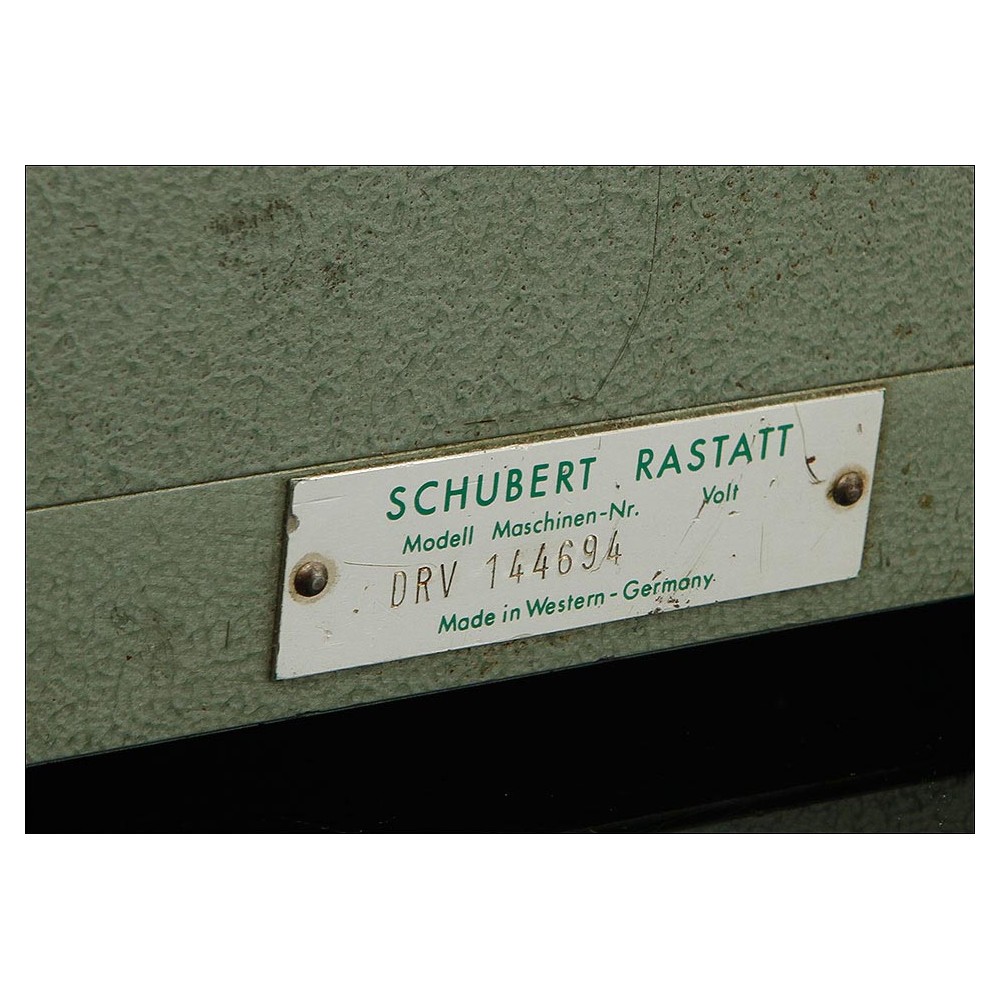 SCHUBERT RASTATT
Modell Maschinen-Nr. Volt
DRV 144694
Made in Western-Germany